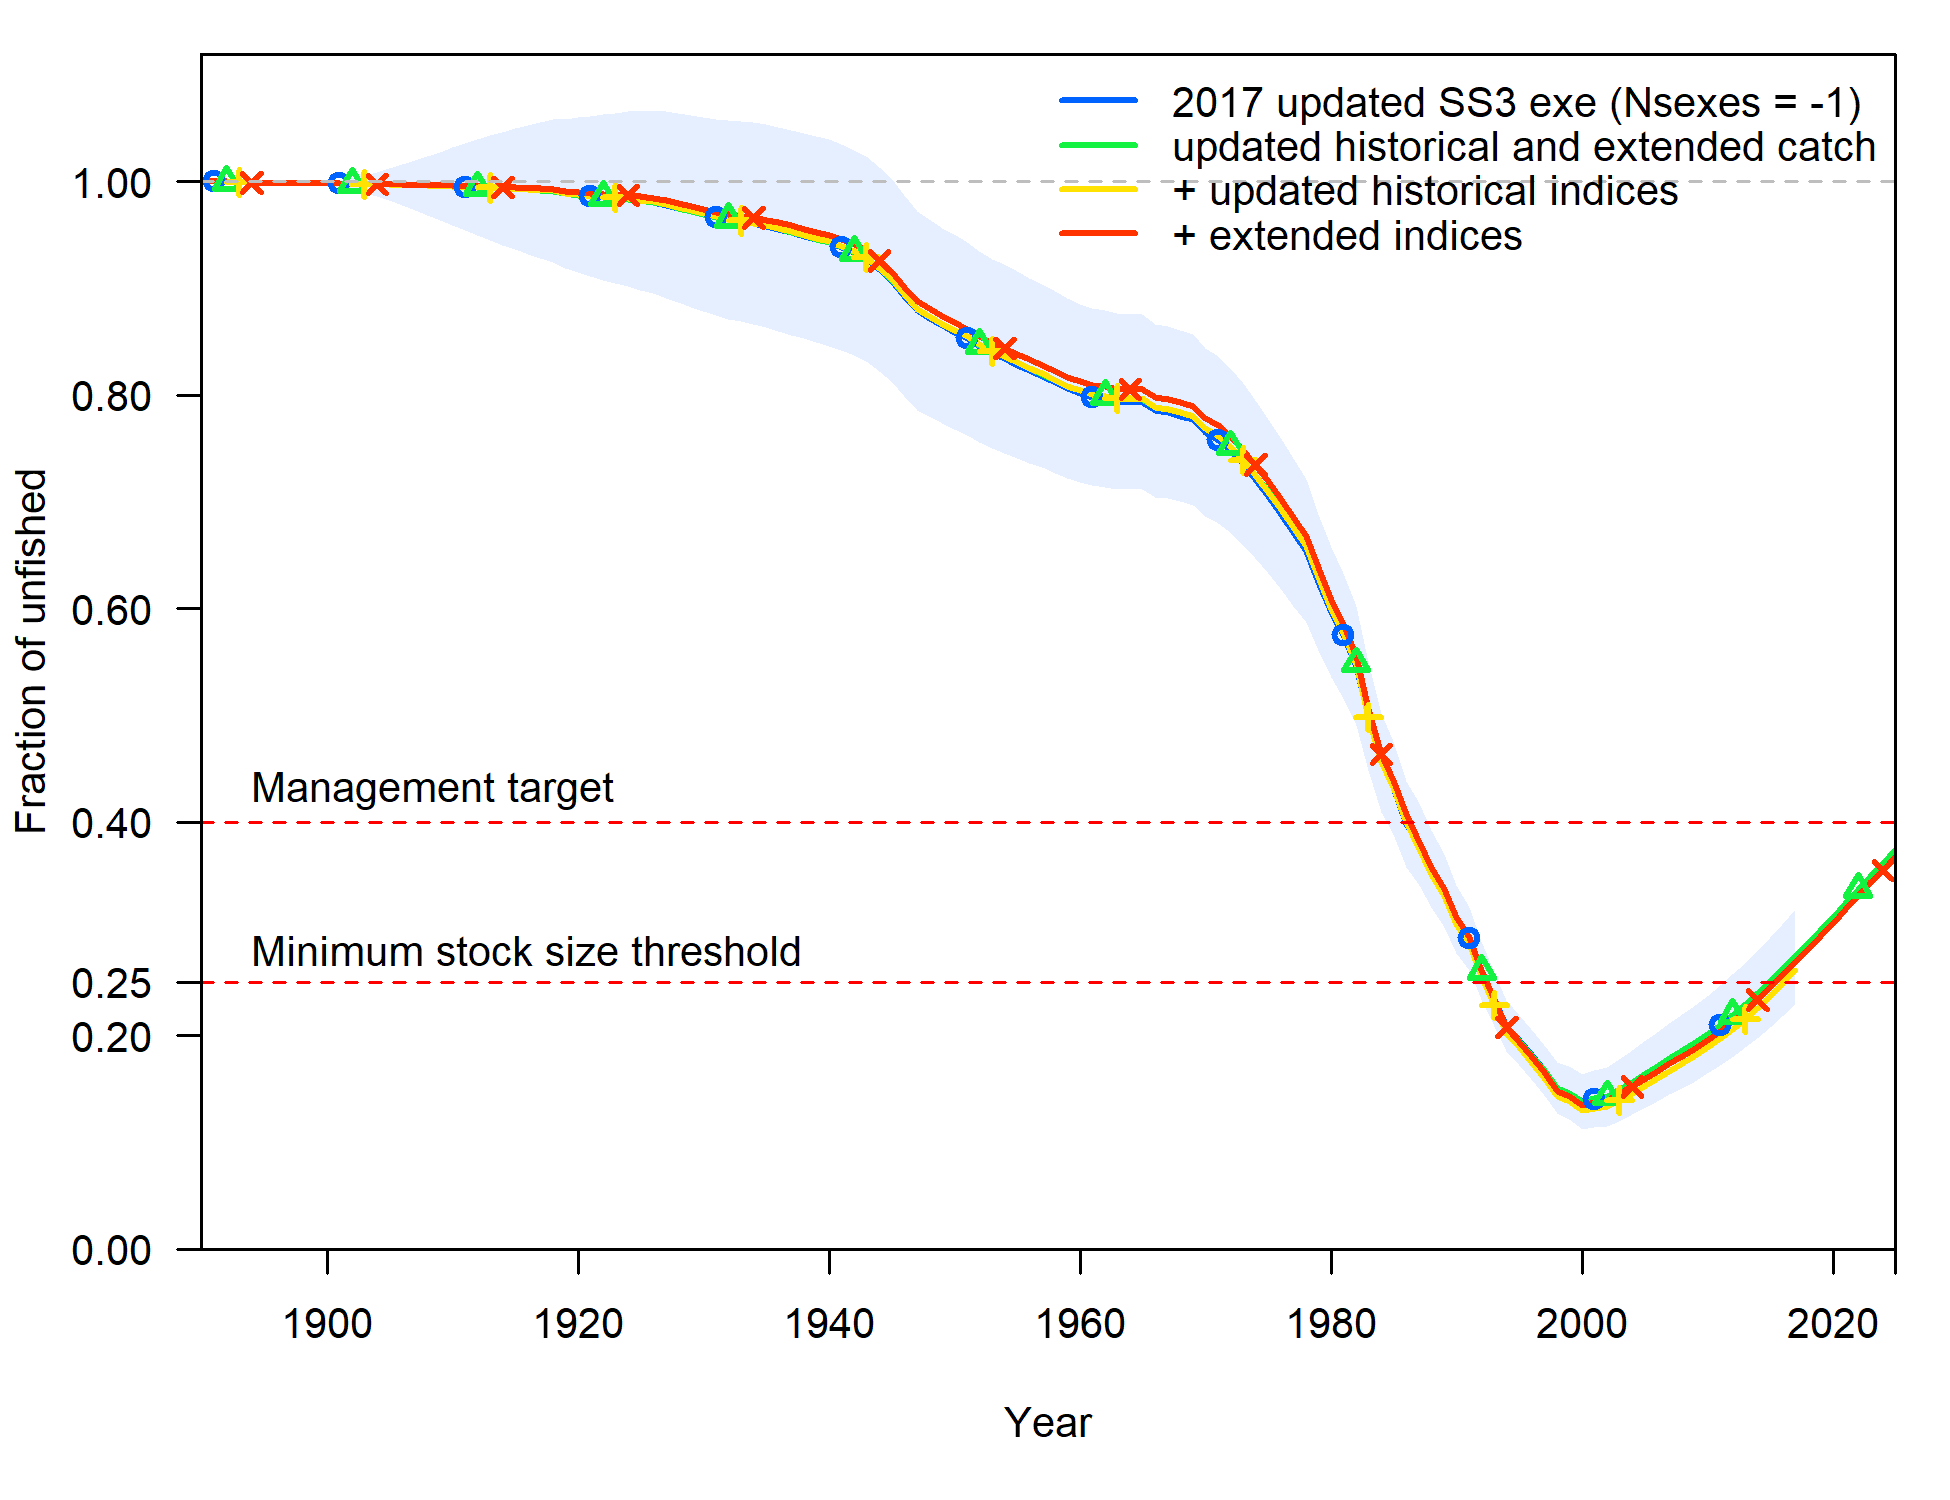 2017 updated SS3 exe (Nsexes = -1)
updated historical and extended catch
+ updated historical indices
+ extended indices
1.00
0.80
0.60
0.40
0.25
0.20
0.00
Fraction of unfished
Management target
Minimum stock size threshold
1900 1920 1940 1960 1980 2000 2020
Year